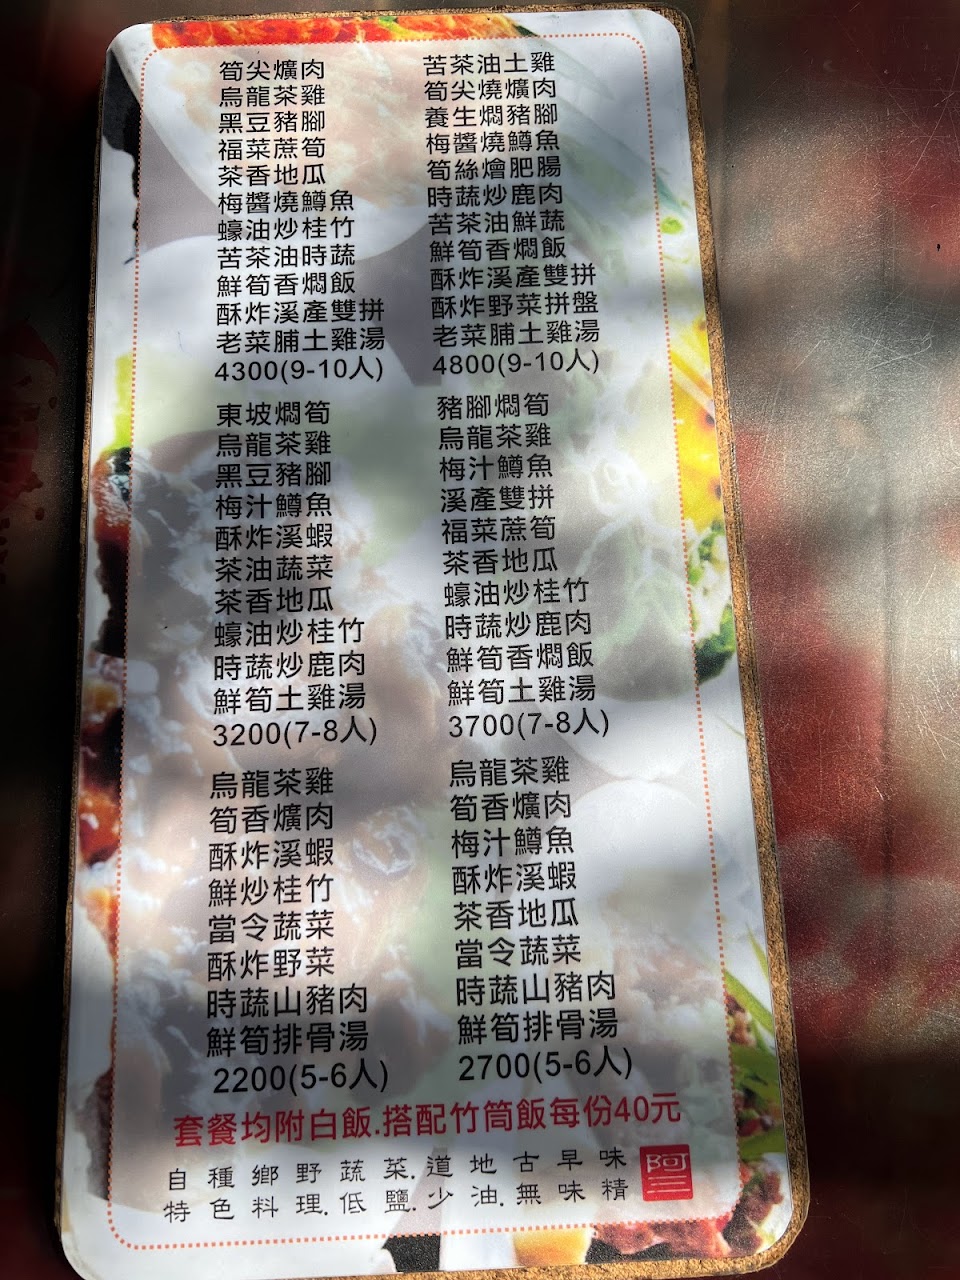 筍尖爌肉
烏龍茶雞
黑豆豬腳
福菜蔗筍
茶香地瓜
梅醬燒鱒魚
蠔油炒桂竹
苦茶油時蔬
鮮筍香燜飯
酥炸溪產雙拼
老菜脯土雞湯
4300(9-10人)
苦茶油土雞
筍尖燒爌肉
養生燜豬腳
梅醬燒鱒魚
筍絲燴肥腸
時蔬炒鹿肉
苦茶油鮮蔬
鮮筍香燜飯
酥炸溪產雙拼
酥炸野菜拼盤
老菜脯土雞湯
4800(9-10人)
東坡燜筍
烏龍茶雞
黑豆豬腳
梅汁鱒魚
酥炸溪蝦
茶油蔬菜
茶香地瓜
蠔油炒桂竹
時蔬炒鹿肉
鮮筍土雞湯
3200(7-8人)
豬腳燜筍
烏龍茶雞
梅汁鱒魚
溪產雙拼
福菜蔗筍
茶香地瓜
蠔油炒桂竹
時蔬炒鹿肉
鮮筍香燜飯
鮮筍土雞湯
3700(7-8人)
烏龍茶雞
筍香爌肉
酥炸溪蝦
鮮炒桂竹
當令蔬菜
酥炸野菜
時蔬山豬肉
鮮筍排骨湯
2200(5-6人)
烏龍茶雞
筍香爌肉
梅汁鱒魚
酥炸溪蝦
茶香地瓜
當令蔬菜
時蔬山豬肉
鮮筍排骨湯
2700(5-6人)
套餐均附白飯.搭配竹筒飯每份40元
自種鄉野蔬菜.道地古早味
特色料理.低鹽.少油.無味精
阿三